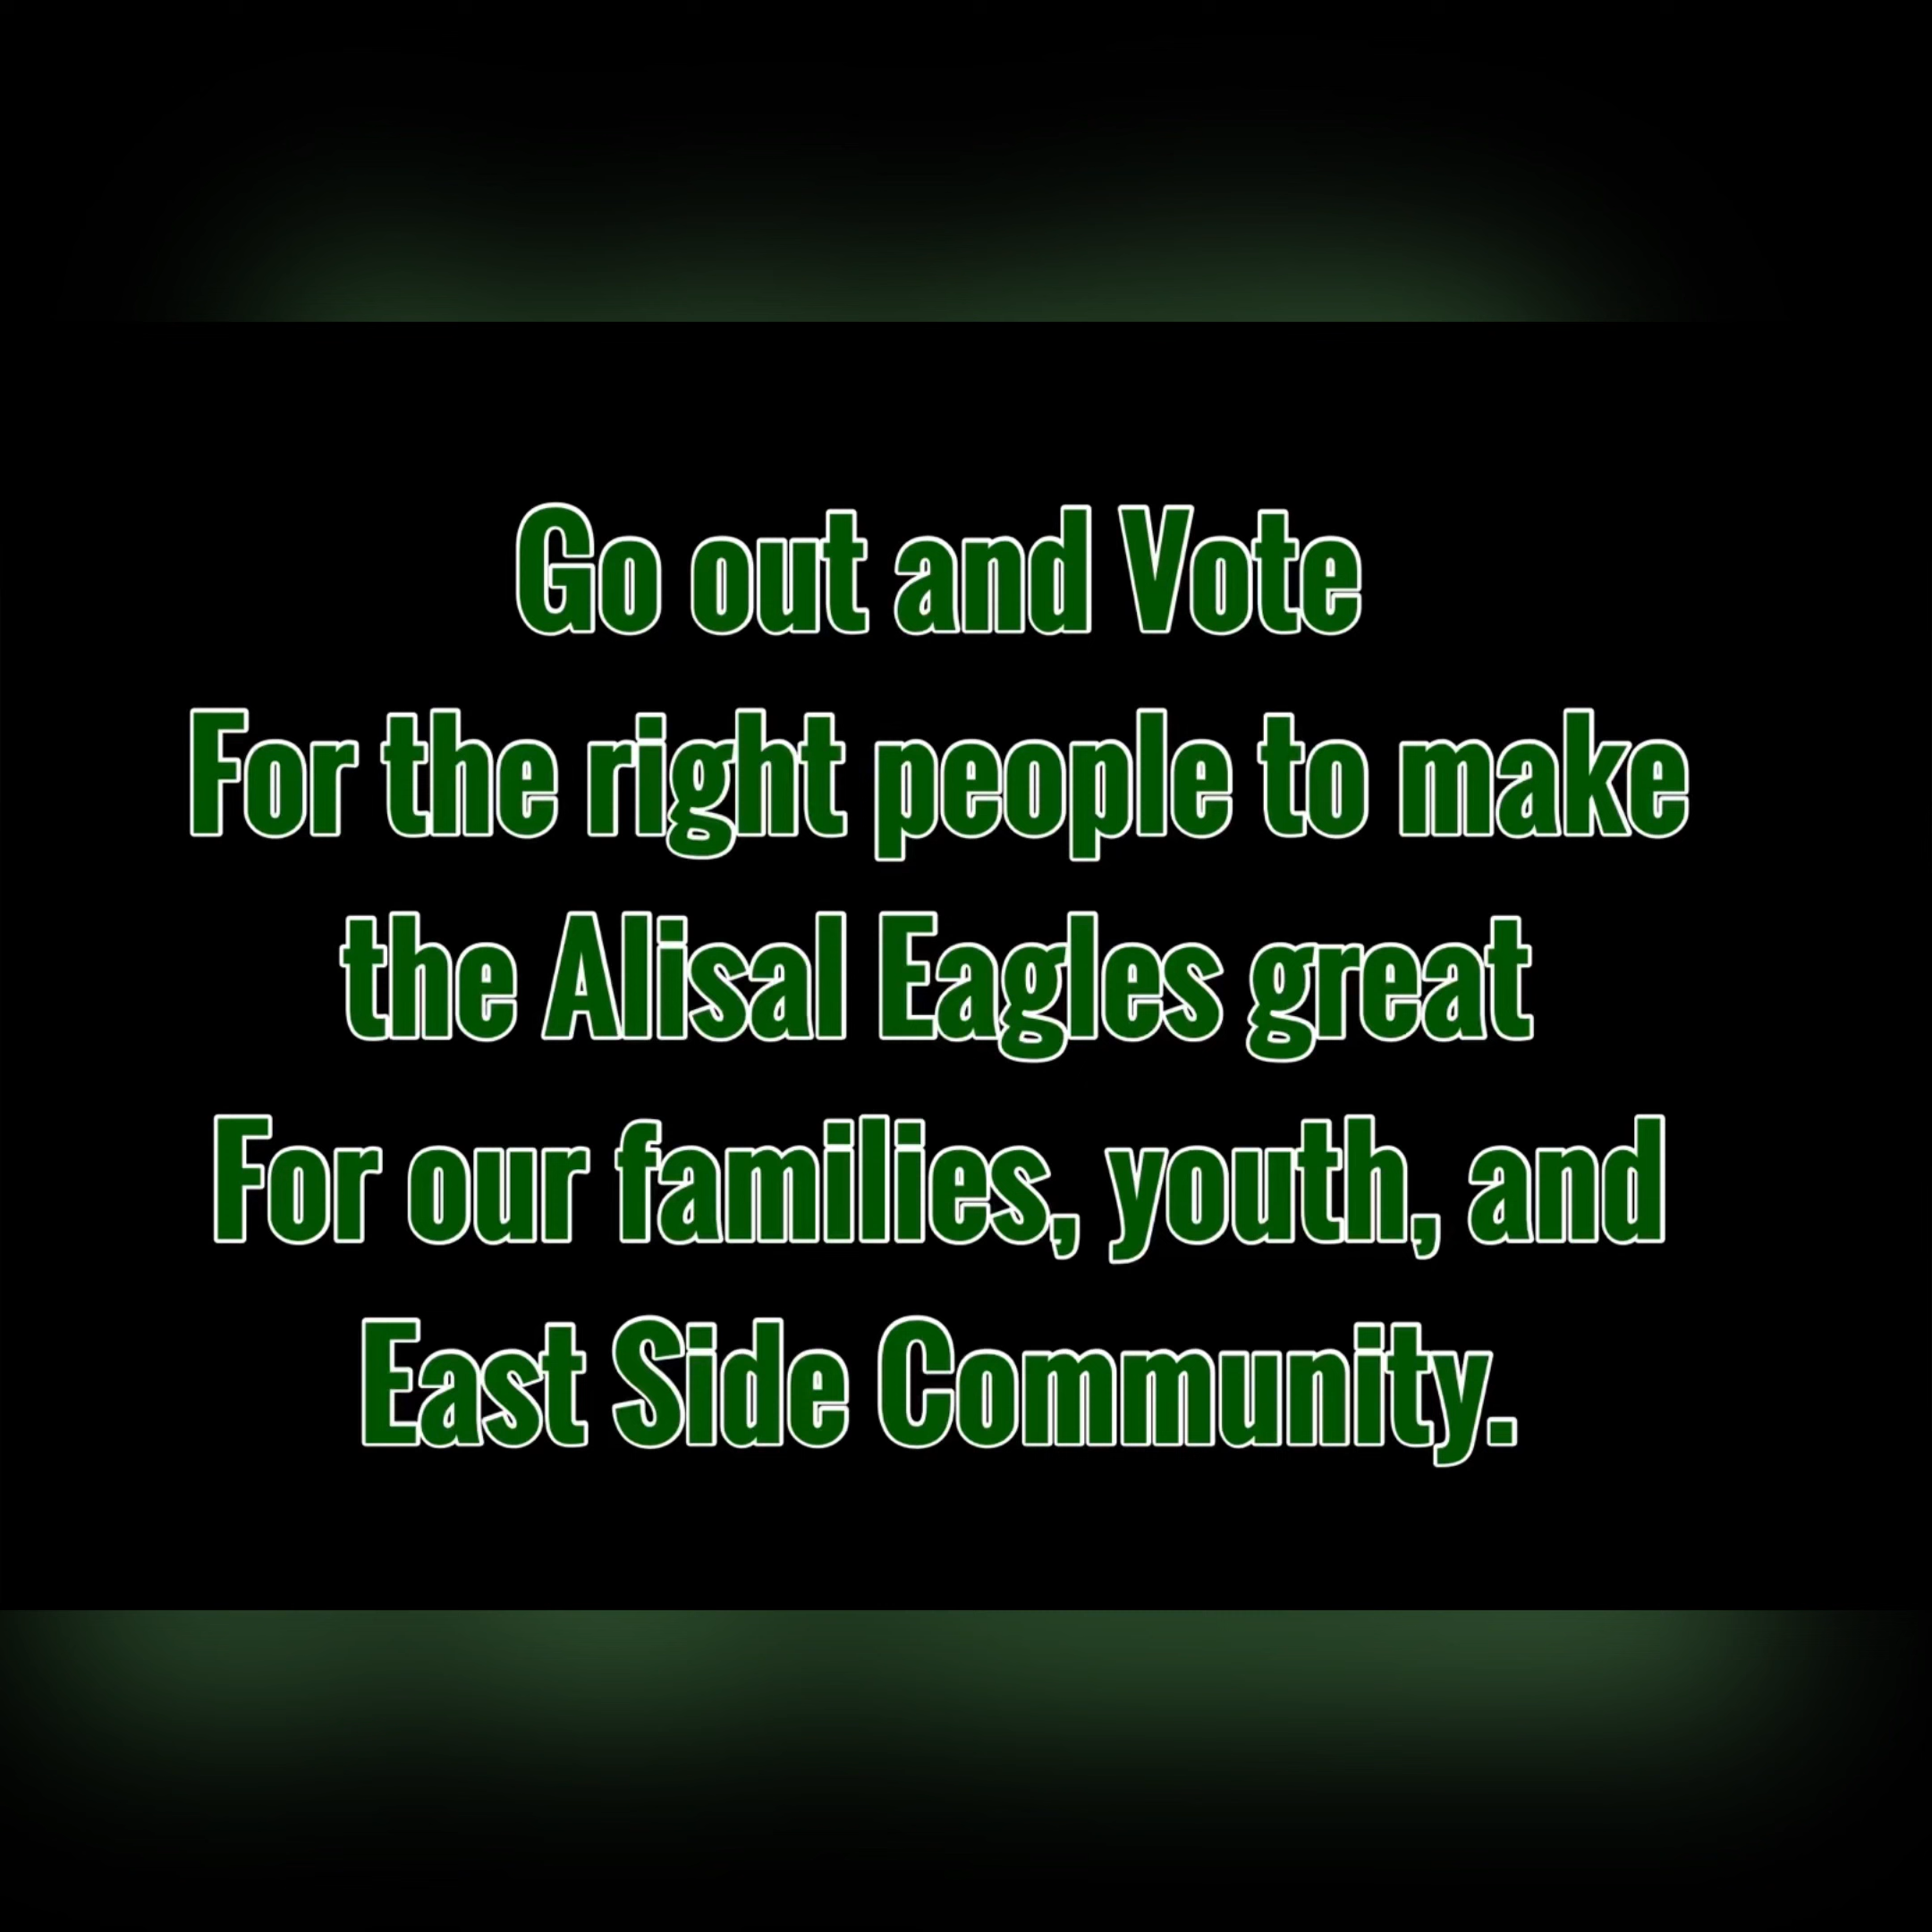 Go out and Vote
For the right people to make
the Alisal Eagles great
For our families, youth, and
East Side Community.